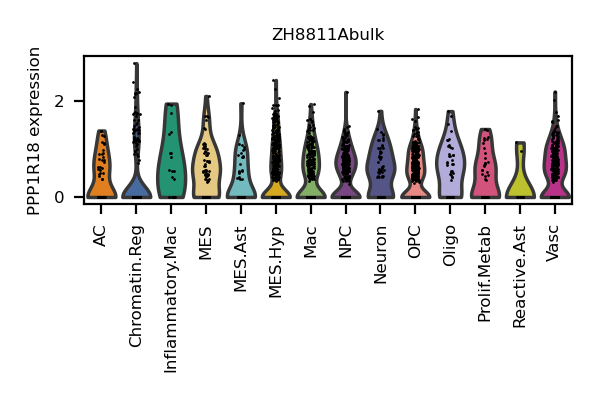 ZH8811Abulk
PPP1R18 expression
2
0
AC
Chromatin.Reg
Inflammatory.Mac
MES
MES.Ast
MES.Hyp
Mac
NPC
Neuron
OPC
Oligo
Prolif.Metab
Reactive.Ast
Vasc